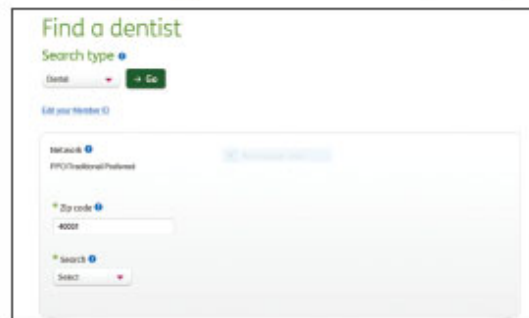 Find a dentist
Search type
Dental
→ Go
Edit your Member ID
Network
PPO/Traditional Preferred
* Zip code
* Search
Select